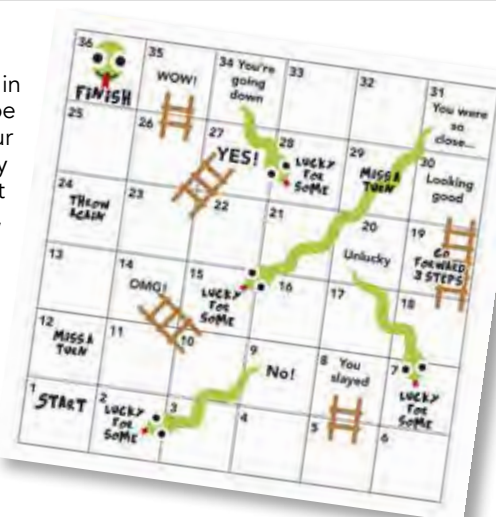 in
36 FINISH
35 WOW!
34 You're
going
down
33
32
31
You were
so
close...
25
26
27
YES!
28
LUCKY
FOR
SOME
29
MISS A
TURN
30
Looking
good
24
THROW
AGAIN
23
22
21
20
Unlucky
19
GO
FORWARD
3 STEPS
13
14
OMG!
15
LUCKY
FOR
SOME
16
17
18
12
MISS A
TURN
11
10
9
No!
8 You
slayed
7
LUCKY
FOR
SOME
1
START
2
LUCKY
FOR
SOME
3
4
5
6